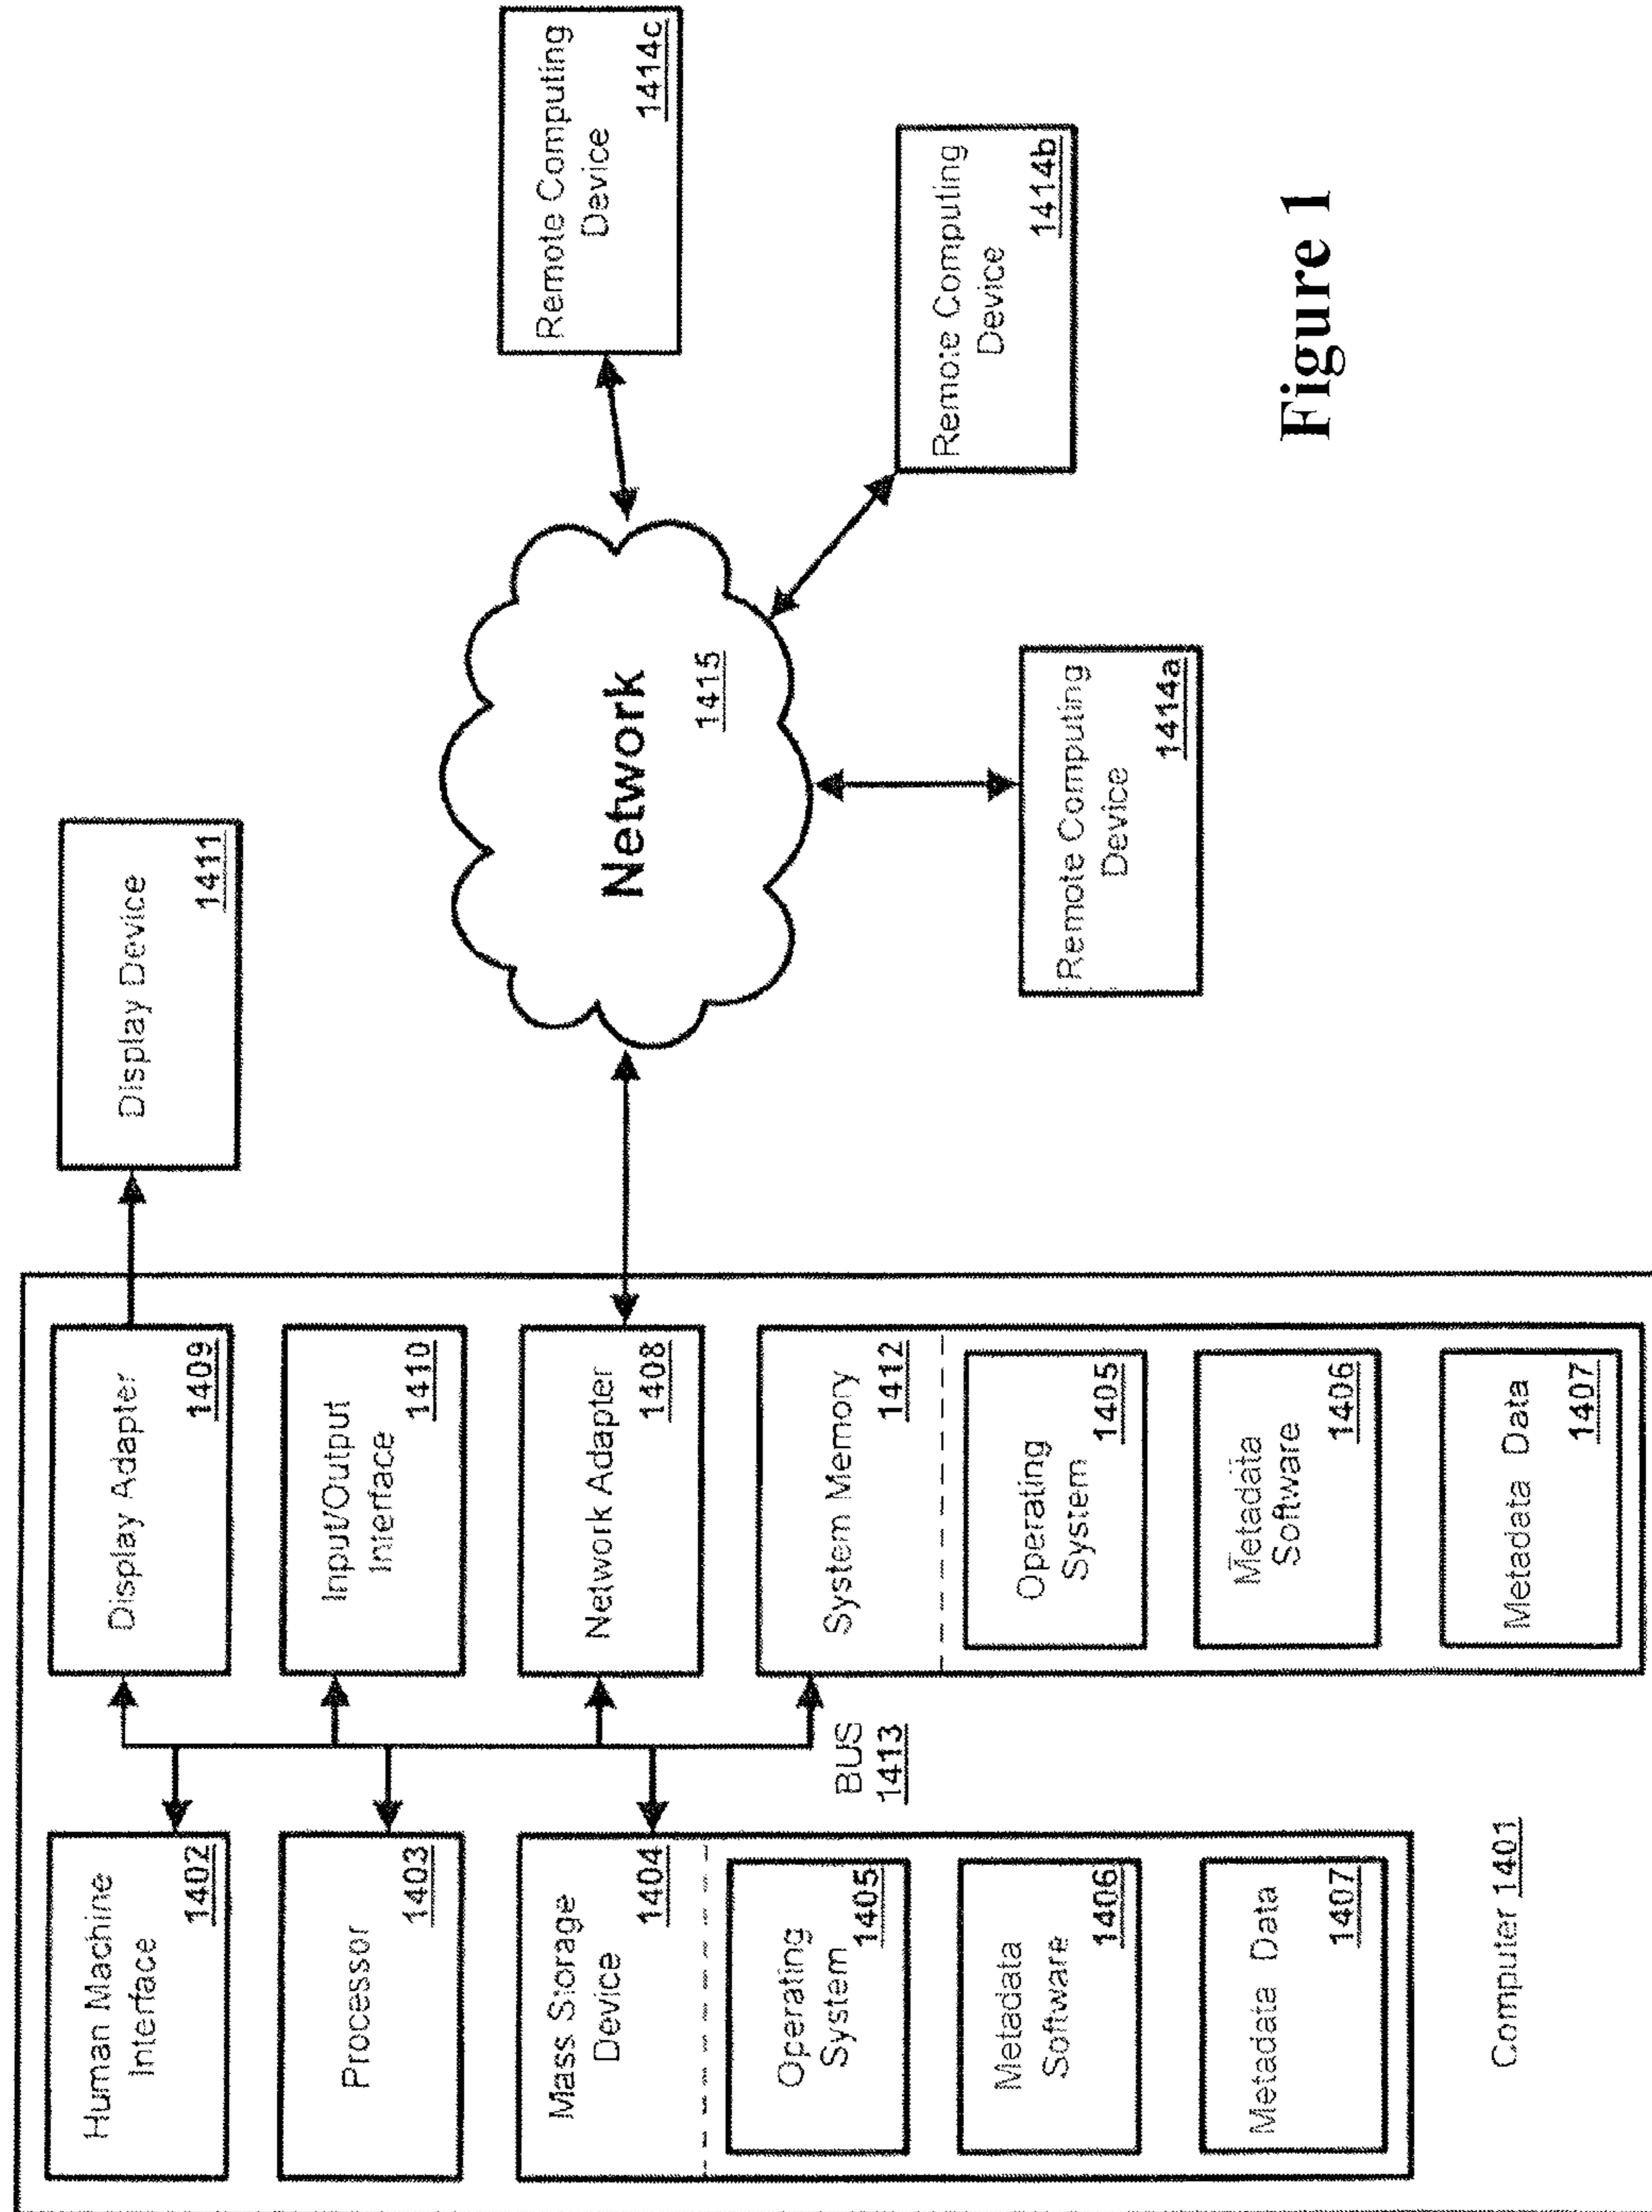 Human Machine
Interface
1402
Processor
1403
Mass Storage
Device
1404
Operating
System
1405
Metadata
Software
1406
Metadata Data
1407
Computer 1401
BUS
1413
Display Adapter
1409
Input/Output
Interface
1410
Network Adapter
1408
System Memory
1412
Operating
System
1405
Metadata
Software
1406
Metadata Data
1407
Display Device
1411
Network
1415
Remote Computing
Device
1414a
Remote Computing
Device
1414b
Remote Computing
Device
1414c
Figure 1